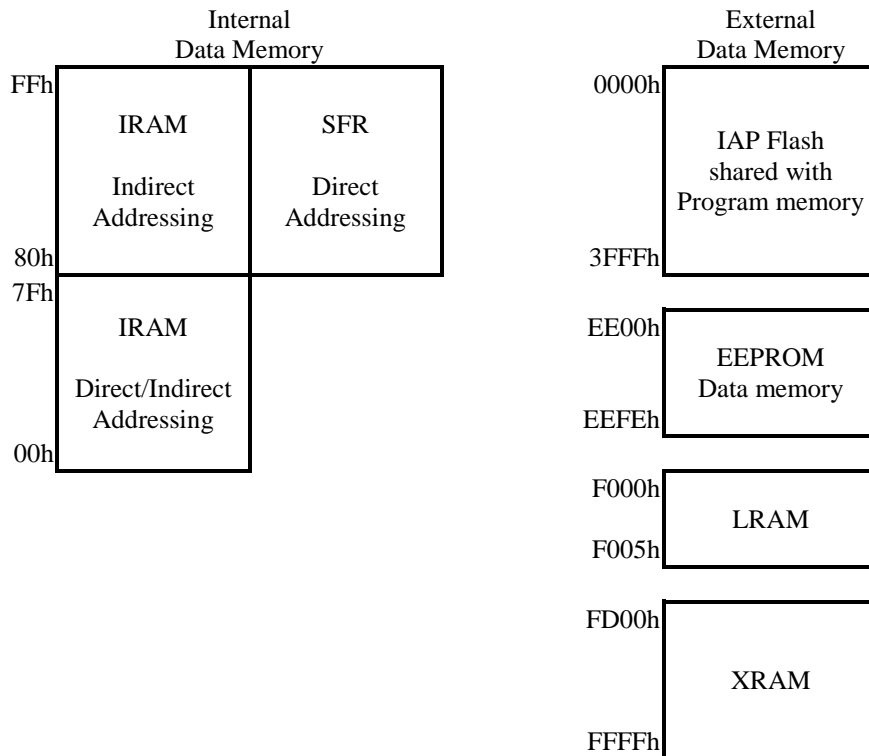 Internal
Data Memory
FFh
IRAM
Indirect
Addressing
SFR
Direct
Addressing
80h
7Fh
IRAM
Direct/Indirect
Addressing
00h
External
Data Memory
0000h
IAP Flash
shared with
Program memory
3FFFh
EE00h
EEPROM
Data memory
EEFEh
F000h
LRAM
F005h
FD00h
XRAM
FFFFh